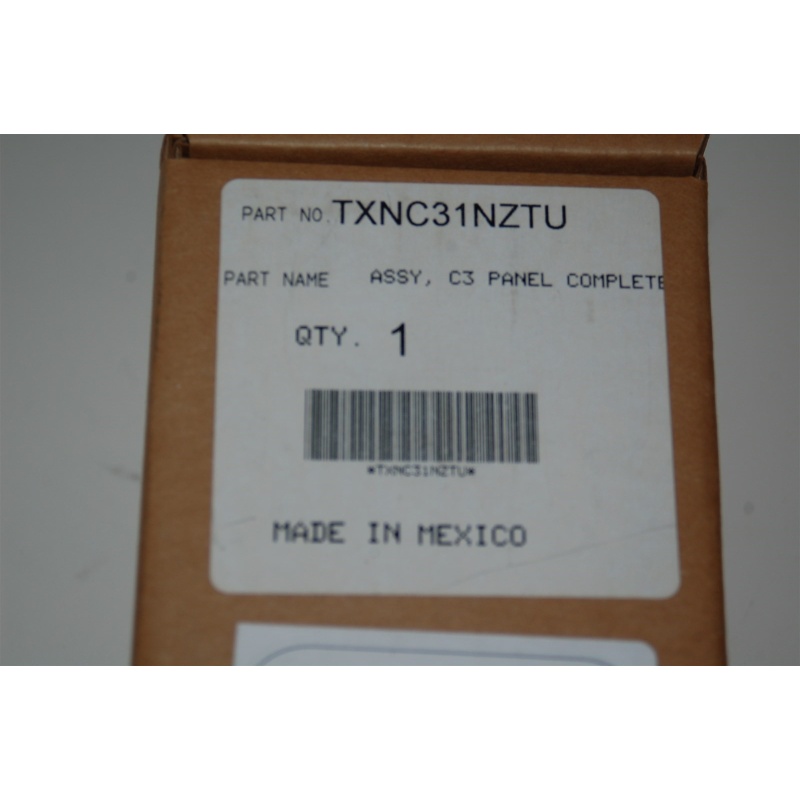 PART NO. TXNC31NZTU
PART NAME ASSY, C3 PANEL COMPLETE
QTY. 1
*TXNC31NZTU*
MADE IN MEXICO